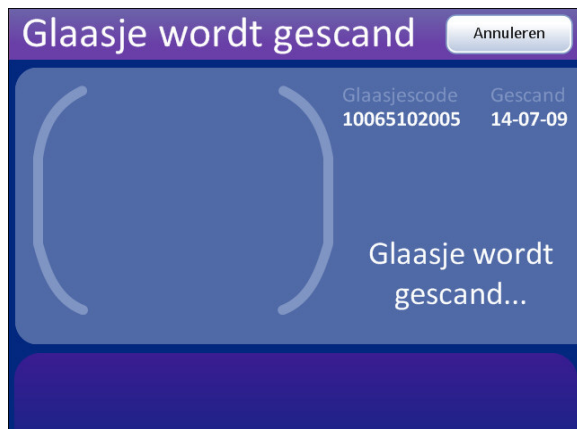 Glaasje wordt gescand
Annuleren
Glaasjescode Gescand
10065102005 14-07-09
Glaasje wordt
gescand...